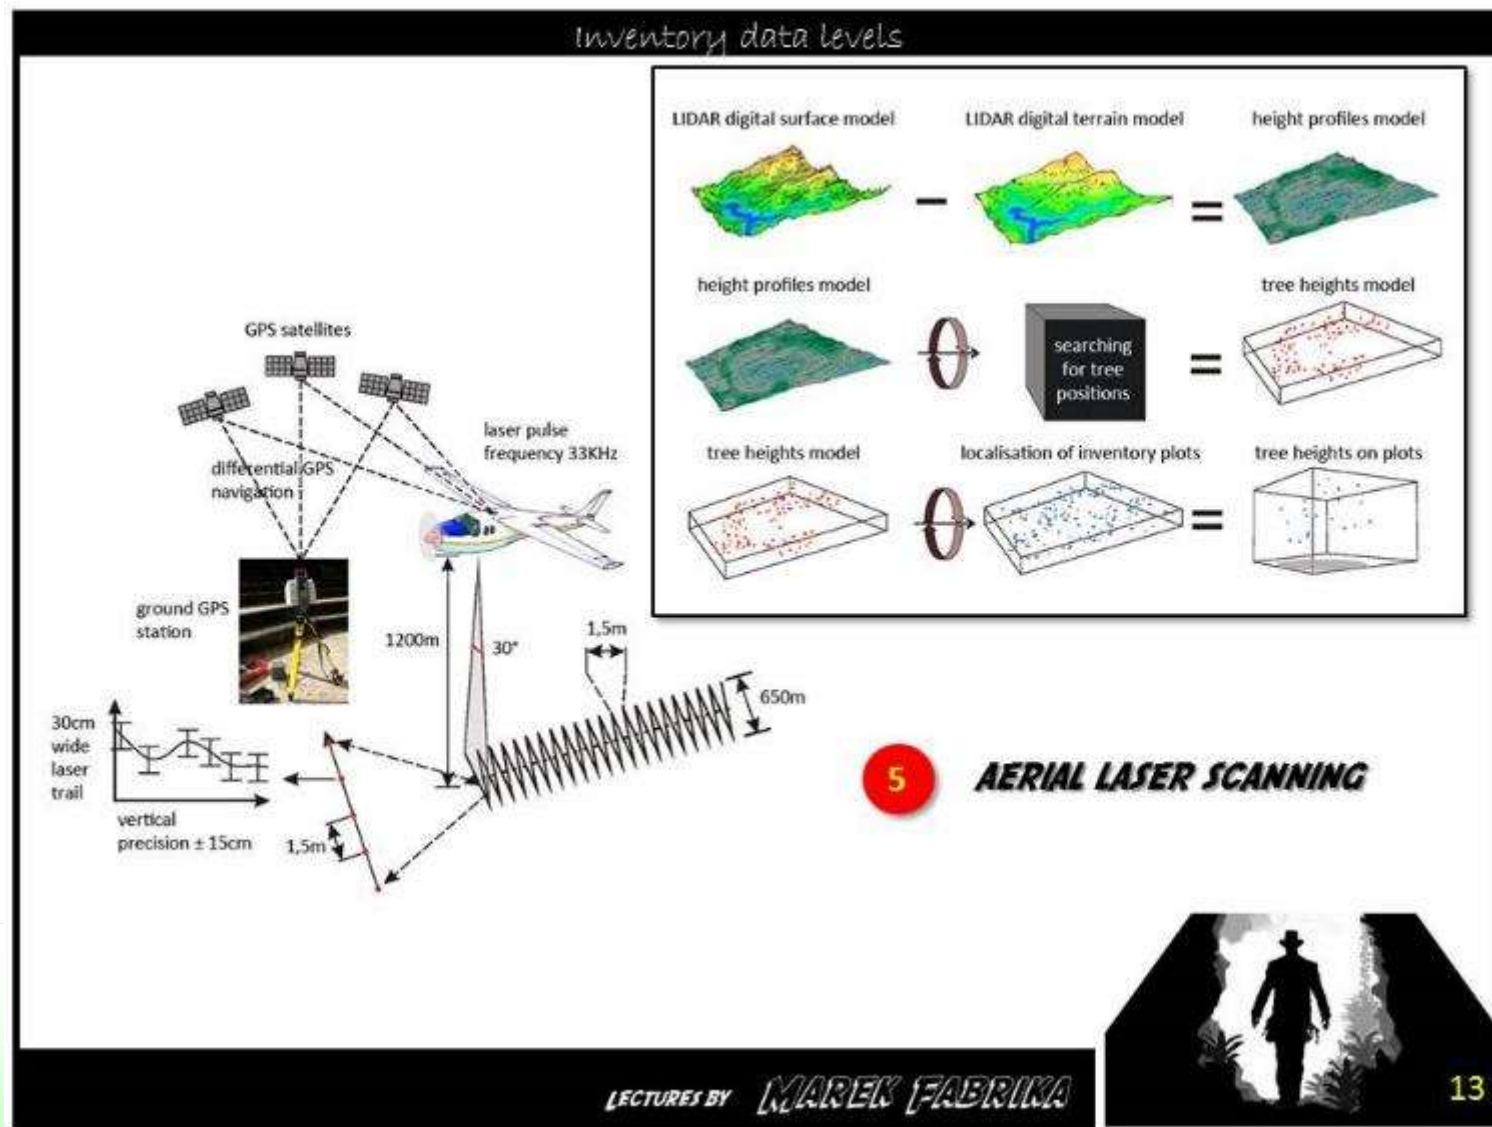 Inventory data levels
LIDAR digital surface model
LIDAR digital terrain model
height profiles model
height profiles model
searching
for tree
positions
tree heights model
tree heights model
localisation of inventory plots
tree heights on plots
GPS satellites
laser pulse
frequency 33KHz
differential GPS
navigation
ground GPS
station
1200m
30°
1,5m
650m
30cm
wide
laser
trail
vertical
precision ± 15cm
1,5m
5
AERIAL LASER SCANNING
LECTURES BY MAREK FABRIKA
13